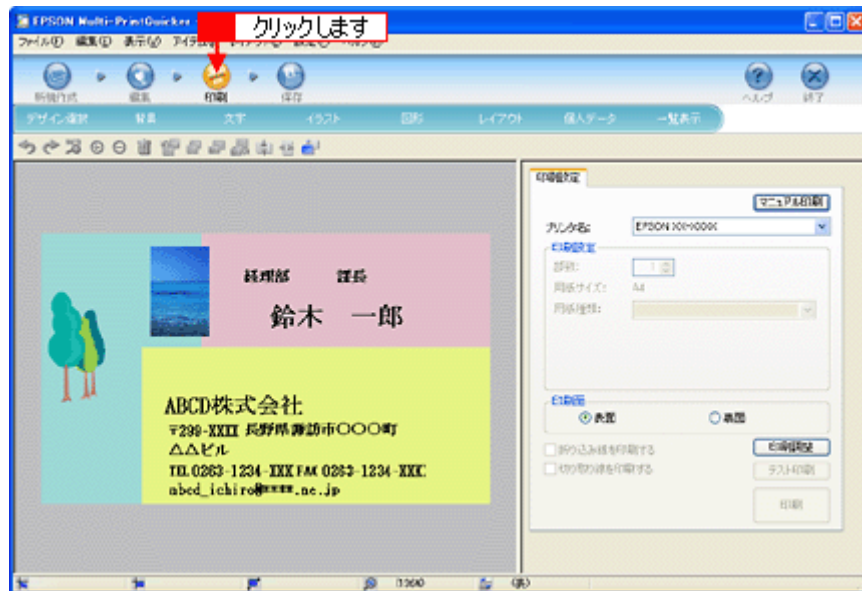 EPSON Multi-PrintQuicker
クリックします
ファイル(F) 編集(E) 表示(V)
新規作成 編集 印刷 保存 ヘルプ 終了
デザイン選択 背景 文字 イラスト 図形 レイアウト 個人データ 一覧表示
印刷設定
マニュアル印刷
プリンタ名: EPSON XX-XXXX
印刷設定
部数: 1
用紙サイズ: A4
用紙種類:
経理部 課長
鈴木 一郎
ABCD株式会社
〒299-XXXX 長野県諏訪市〇〇〇町
△△ビル
TEL 0263-1234-XXX FAX 0263-1234-XXX
abcd_ichiro@****.ne.jp
印刷面
表面 裏面
折り込み線を印刷する 印刷調整
切り取り線を印刷する テスト印刷
印刷
(表)